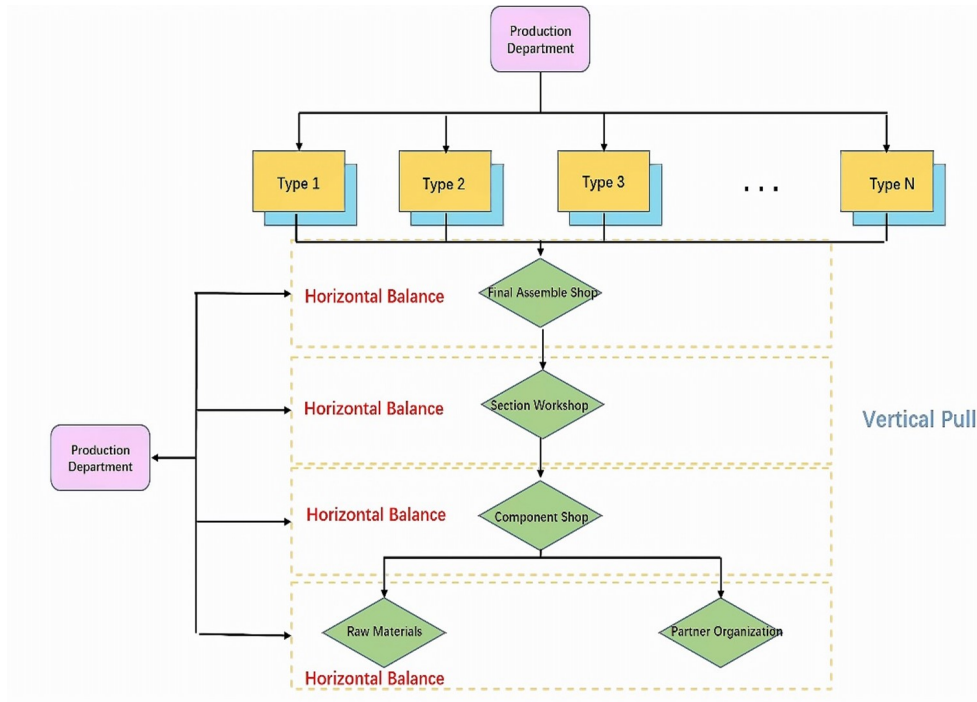 Production
Department
Type 1
Type 2
Type 3
...
Type N
Horizontal Balance
Final Assemble Shop
Horizontal Balance
Section Workshop
Vertical Pull
Production
Department
Horizontal Balance
Component Shop
Raw Materials
Partner Organization
Horizontal Balance